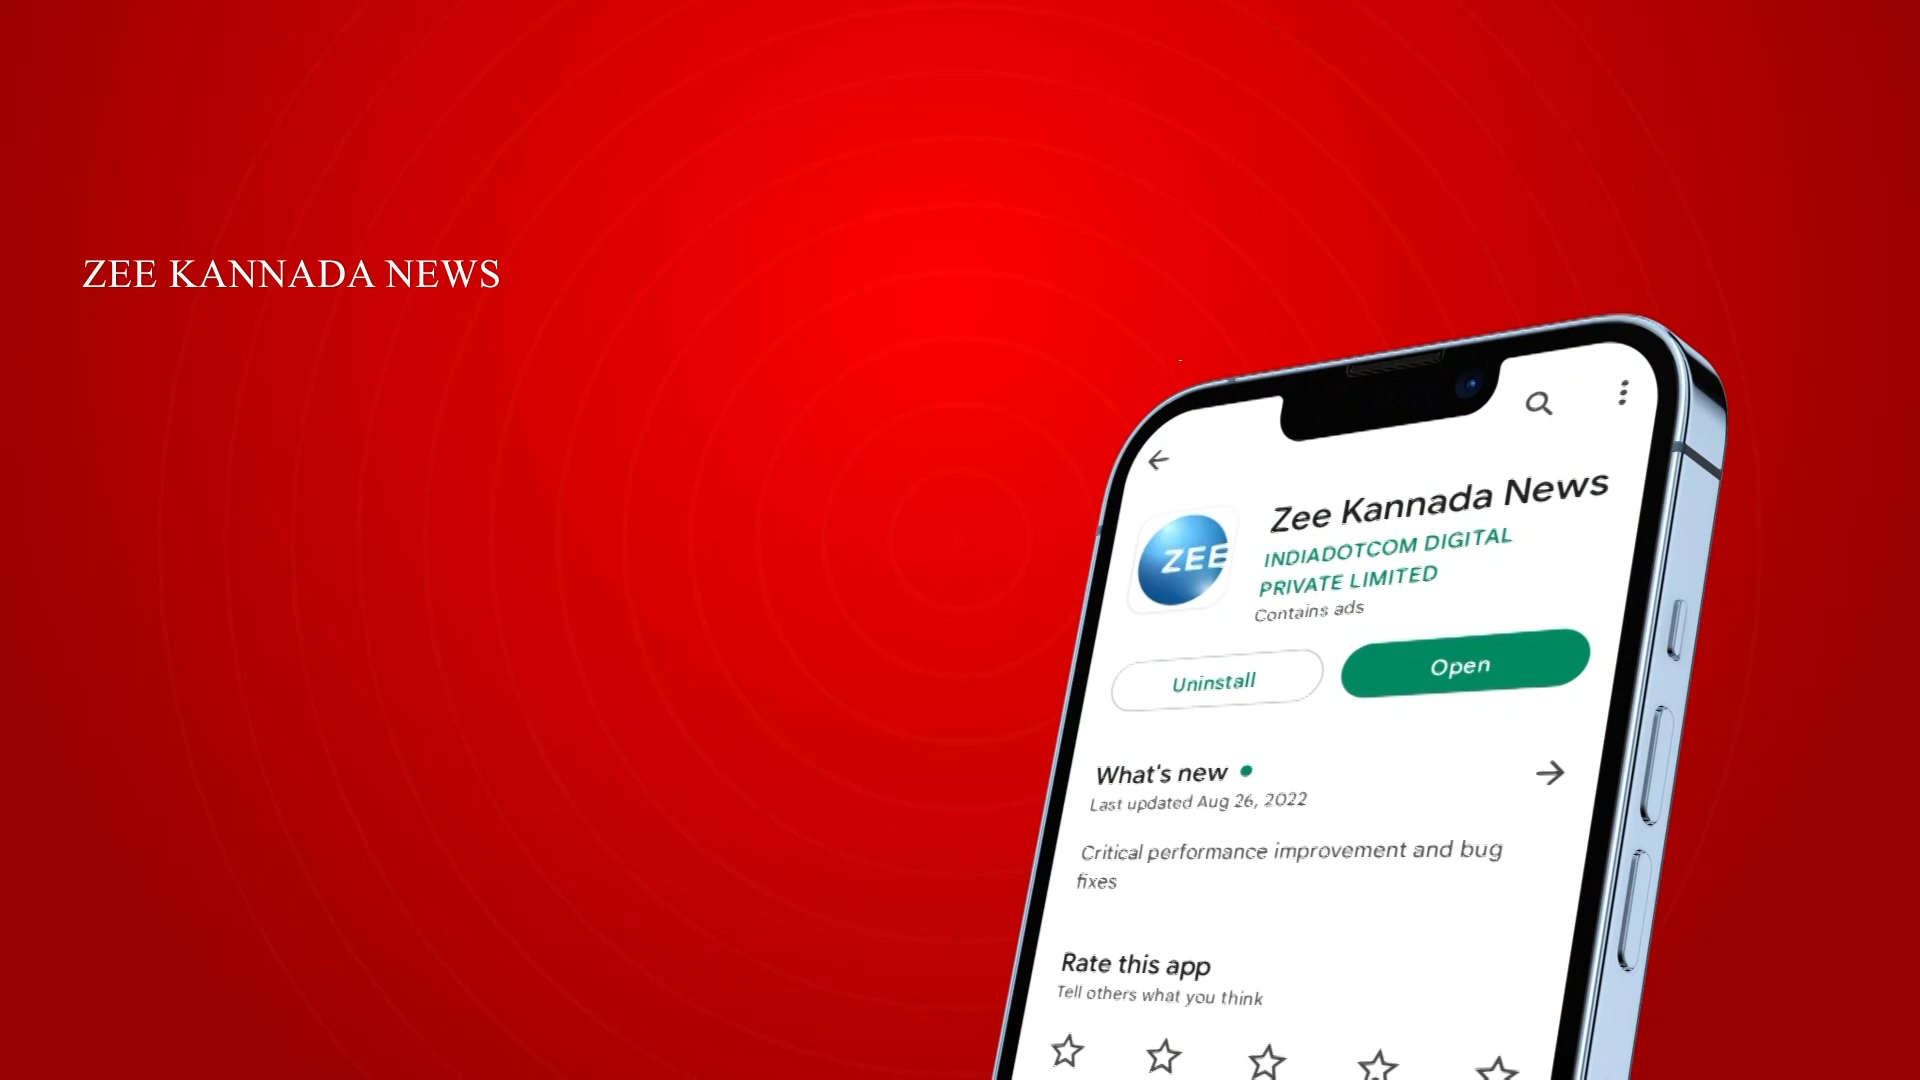 ZEE KANNADA NEWS
Zee Kannada News
ZEE
INDIADOTCOM DIGITAL
PRIVATE LIMITED
Contains ads
Uninstall
Open
What's new
Last updated Aug 26, 2022
Critical performance improvement and bug
fixes
Rate this app
Tell others what you think